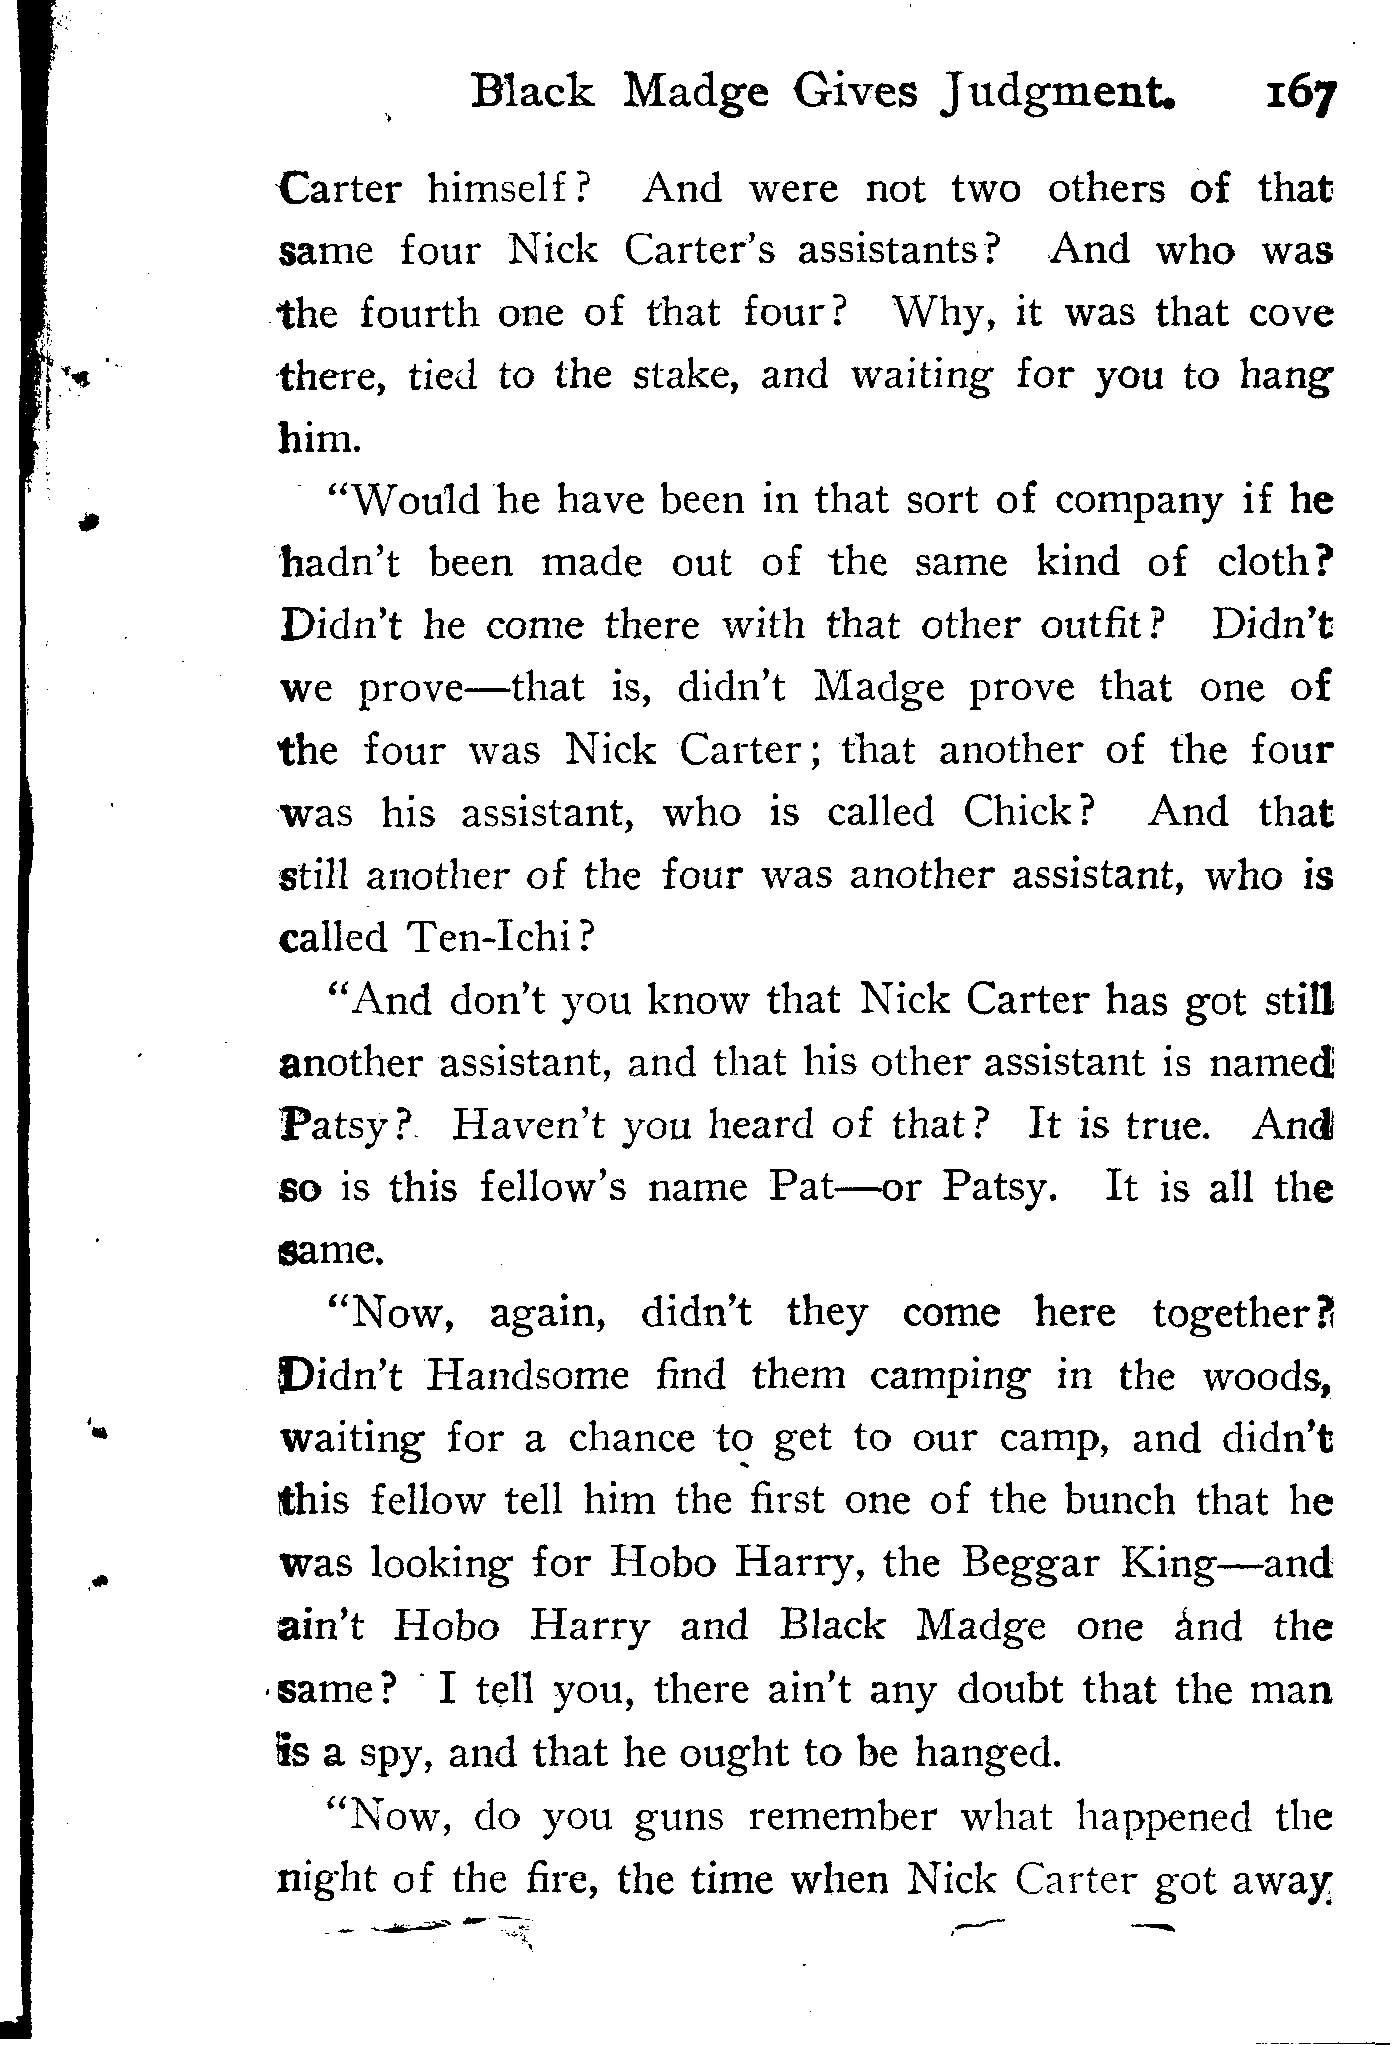 Black Madge Gives Judgment. 167
Carter himself? And were not two others of that
same four Nick Carter's assistants? And who was
the fourth one of that four? Why, it was that cove
there, tied to the stake, and waiting for you to hang
him.
"Would he have been in that sort of company if he
hadn't been made out of the same kind of cloth?
Didn't he come there with that other outfit? Didn't
we prove—that is, didn't Madge prove that one of
the four was Nick Carter; that another of the four
was his assistant, who is called Chick? And that
still another of the four was another assistant, who is
called Ten-Ichi?
"And don't you know that Nick Carter has got still
another assistant, and that his other assistant is named
Patsy? Haven't you heard of that? It is true. And
so is this fellow's name Pat—or Patsy. It is all the
same.
"Now, again, didn't they come here together?
Didn't Handsome find them camping in the woods,
waiting for a chance to get to our camp, and didn't
this fellow tell him the first one of the bunch that he
was looking for Hobo Harry, the Beggar King—and
ain't Hobo Harry and Black Madge one and the
same? I tell you, there ain't any doubt that the man
is a spy, and that he ought to be hanged.
"Now, do you guns remember what happened the
night of the fire, the time when Nick Carter got away